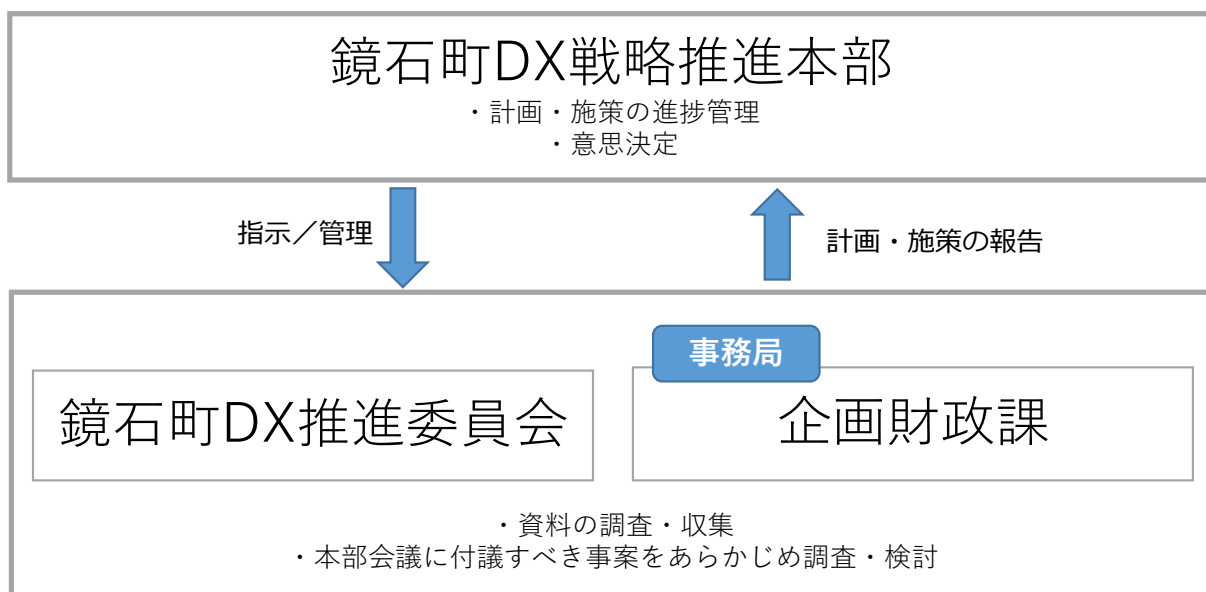 鏡石町DX戦略推進本部
・計画・施策の進捗管理
・意思決定
指示／管理
計画・施策の報告
事務局
鏡石町DX推進委員会
企画財政課
・資料の調査・収集
・本部会議に付議すべき事案をあらかじめ調査・検討